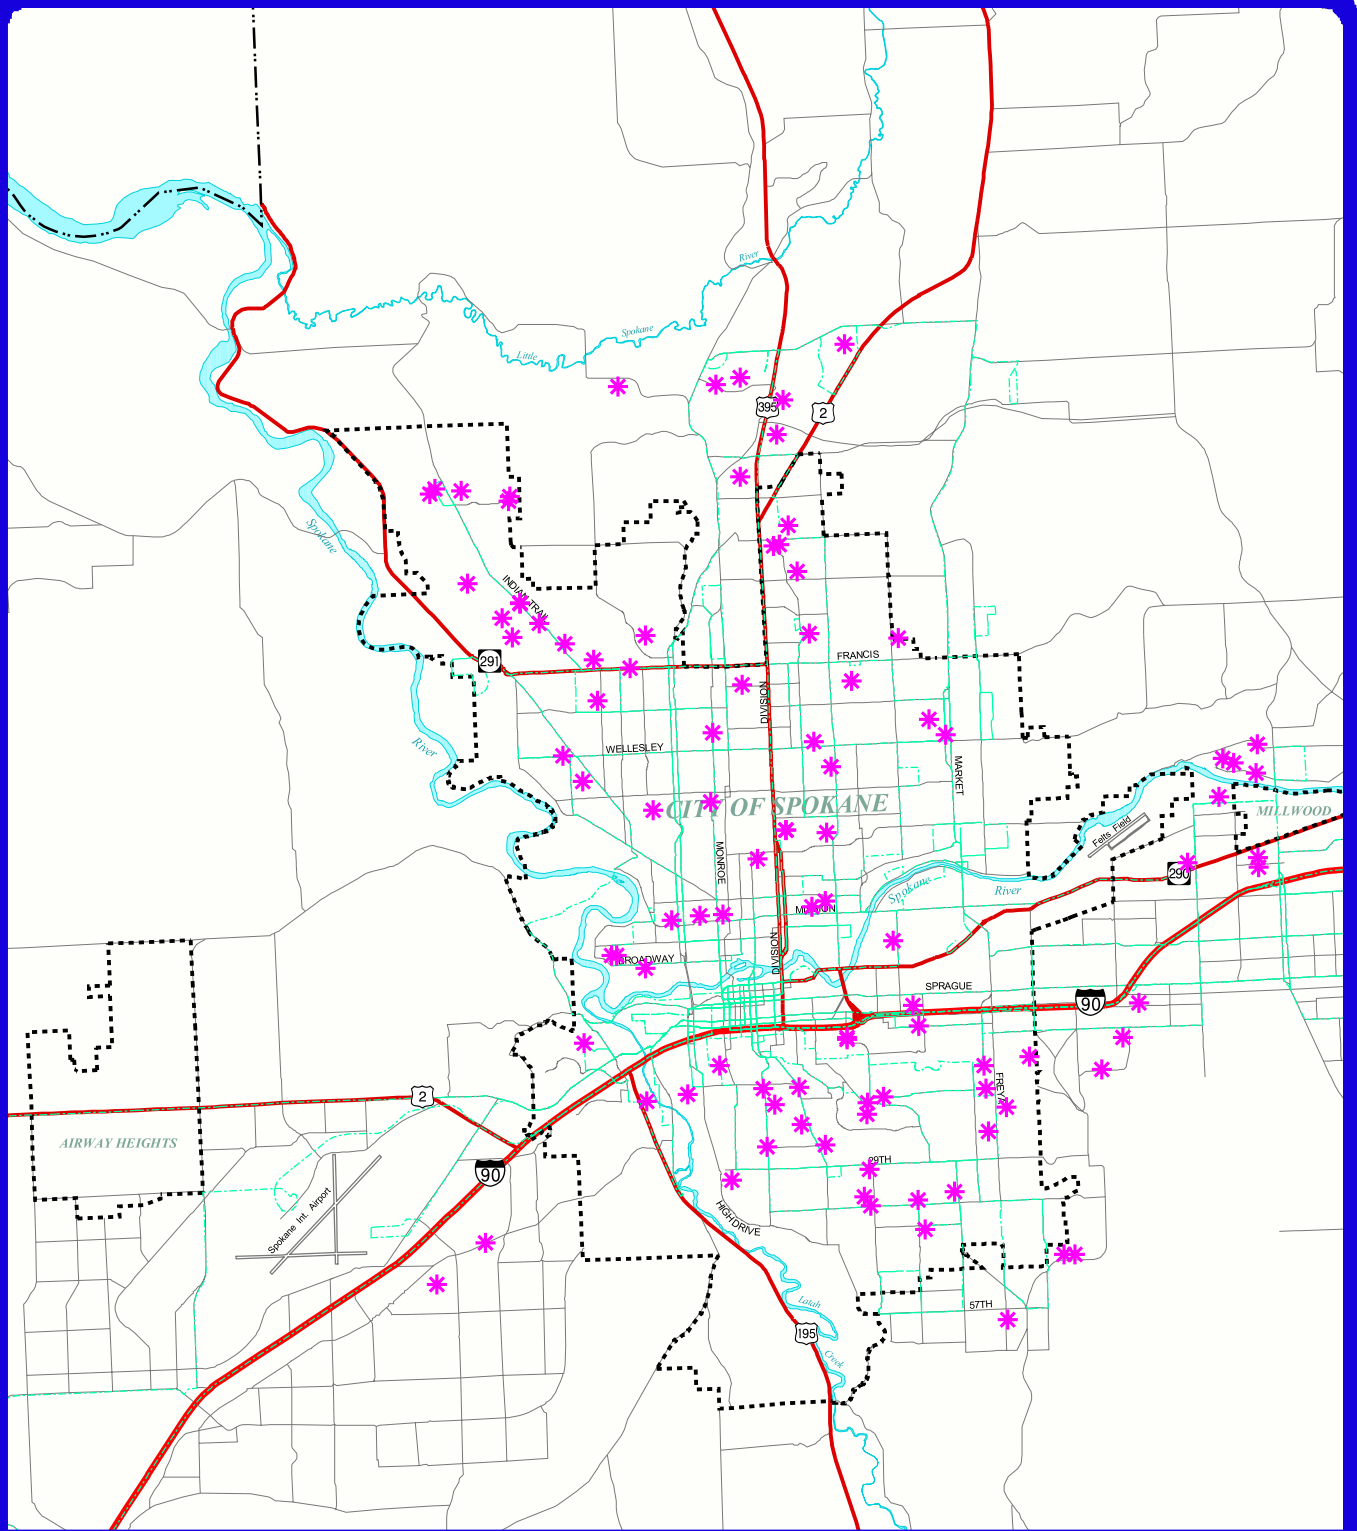 River
Spokane
Little
395
2
Spokane
INDIAN TRAIL
291
FRANCIS
DIVISION
River
WELLESLEY
MARKET
CITY OF SPOKANE
MILLWOOD
Felts Field
MONROE
290
Spokane
River
MISSION
BROADWAY
DIVISION
SPRAGUE
90
FREYA
2
AIRWAY HEIGHTS
90
29TH
Spokane Int. Airport
HIGH DRIVE
Latah
57TH
195
Creek